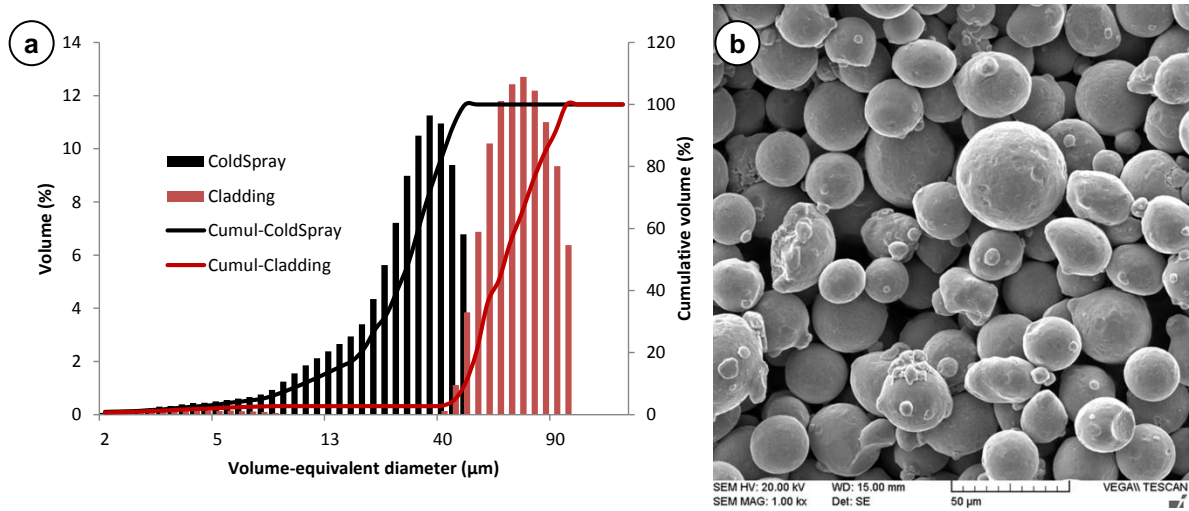 a
14
12
10
8
6
4
2
0
Volume (%)
ColdSpray
Cladding
Cumul-ColdSpray
Cumul-Cladding
120
100
80
60
40
20
0
Cumulative volume (%)
2 5 13 40 90
Volume-equivalent diameter (µm)
b
SEM HV: 20.00 kV WD: 15.00 mm VEGA\\ TESCAN
SEM MAG: 1.00 kx Det: SE 50 µm